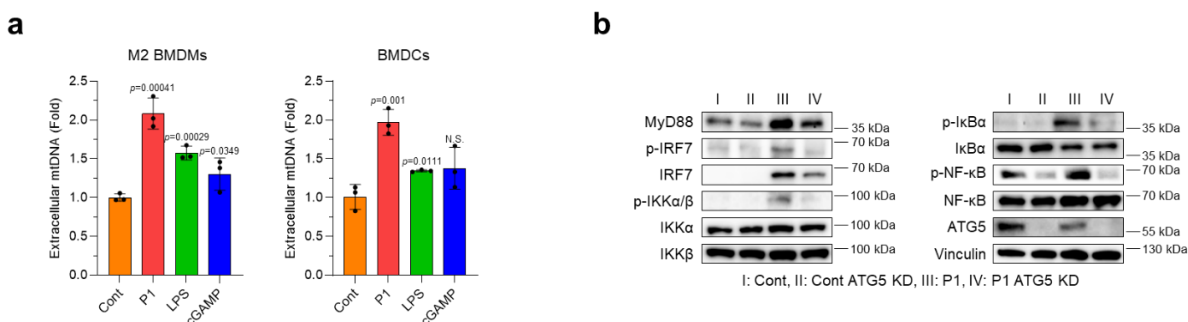 a
M2 BMDMs
Extracellular mtDNA (Fold)
2.5
2.0
1.5
1.0
0.5
0.0
p=0.00041
p=0.00029
p=0.0349
Cont
P1
LPS
cGAMP
BMDCs
Extracellular mtDNA (Fold)
2.5
2.0
1.5
1.0
0.5
0.0
p=0.001
p=0.0111
N.S.
Cont
P1
LPS
cGAMP
b
I II III IV
MyD88 35 kDa
p-IRF7 70 kDa
IRF7 70 kDa
p-IKKα/β 100 kDa
IKKα 100 kDa
IKKβ 100 kDa
I II III IV
p-IκBα 35 kDa
IκBα 35 kDa
p-NF-κB 70 kDa
NF-κB 70 kDa
ATG5 55 kDa
Vinculin 130 kDa
I: Cont, II: Cont ATG5 KD, III: P1, IV: P1 ATG5 KD